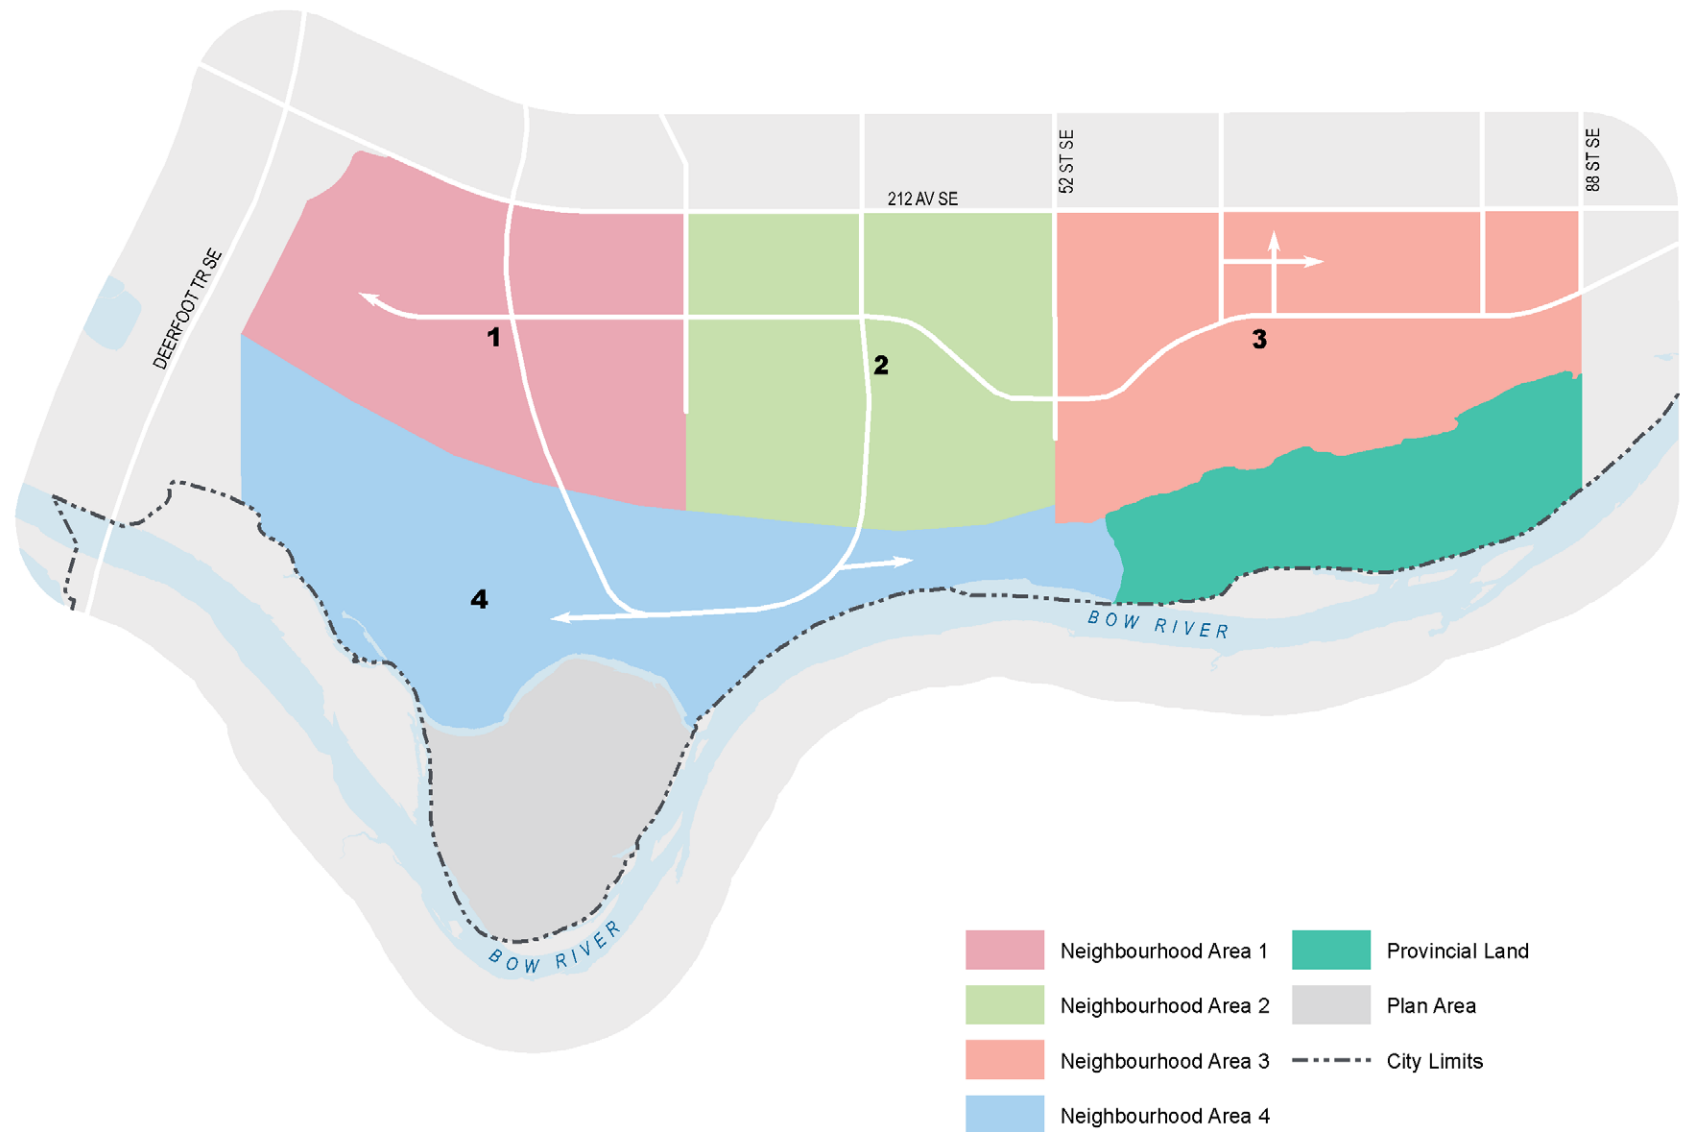 52 ST SE
88 ST SE
212 AV SE
DEERFOOT TR SE
1
2
3
4
BOW RIVER
BOW RIVER
Neighbourhood Area 1
Neighbourhood Area 2
Neighbourhood Area 3
Neighbourhood Area 4
Provincial Land
Plan Area
City Limits